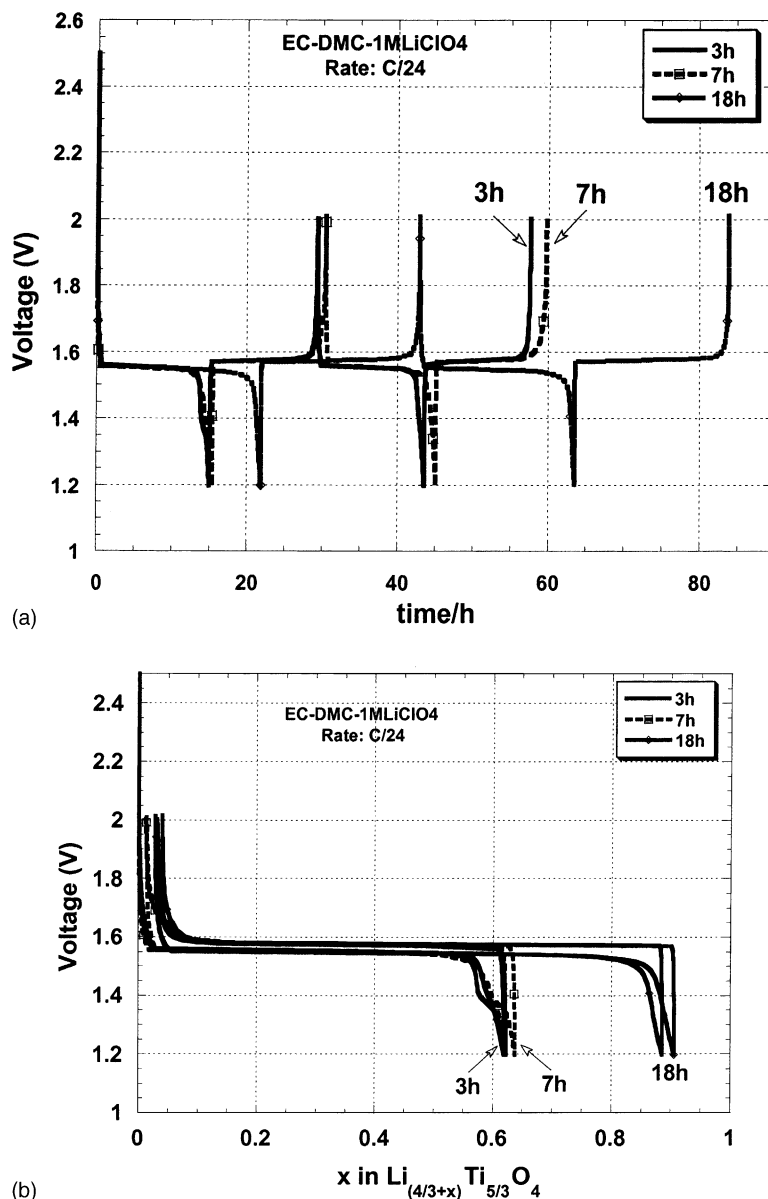 2.6
2.4
2.2
2
1.8
1.6
1.4
1.2
1
Voltage (V)
EC-DMC-1MLiClO4
Rate: C/24
3h
7h
18h
3h
7h
18h
0
20
40
60
80
time/h
(a)
2.4
2.2
2
1.8
1.6
1.4
1.2
1
Voltage (V)
EC-DMC-1MLiClO4
Rate: C/24
3h
7h
18h
3h
7h
18h
0
0.2
0.4
0.6
0.8
1
x in Li(4/3+x)Ti5/3O4
(b)